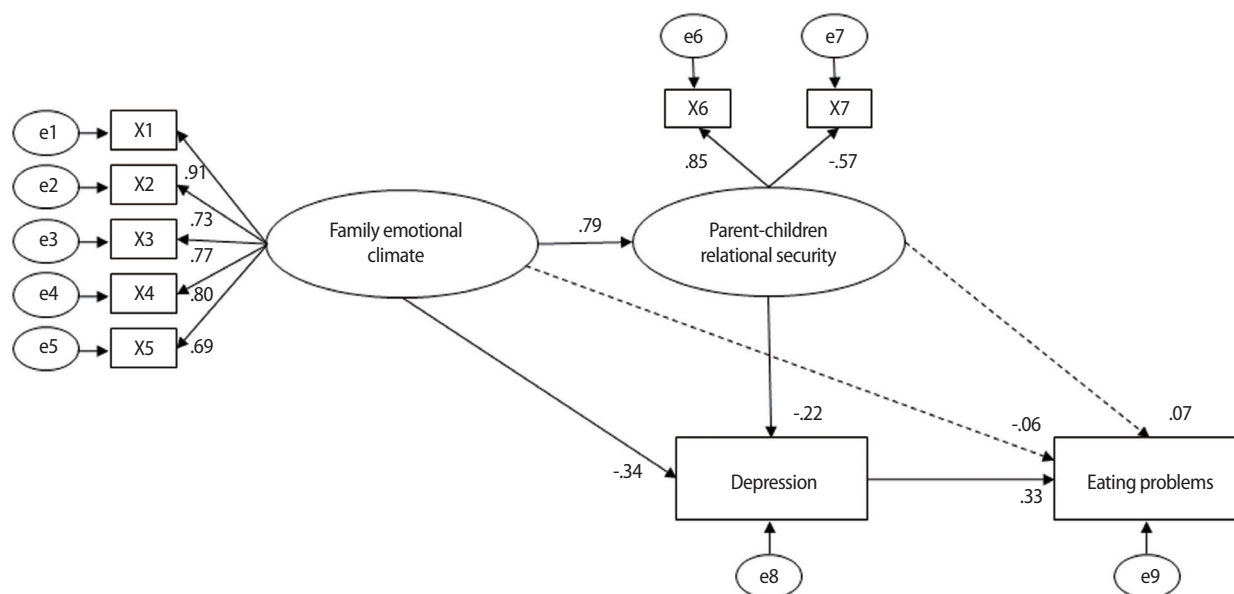 e6
e7
X6
X7
e1
X1
.85
-.57
.91
e2
X2
.73
e3
X3
.77
Family emotional
climate
.79
Parent-children
relational security
e4
X4
.80
e5
X5
.69
-.22
-.06
.07
-.34
Depression
.33
Eating problems
e8
e9